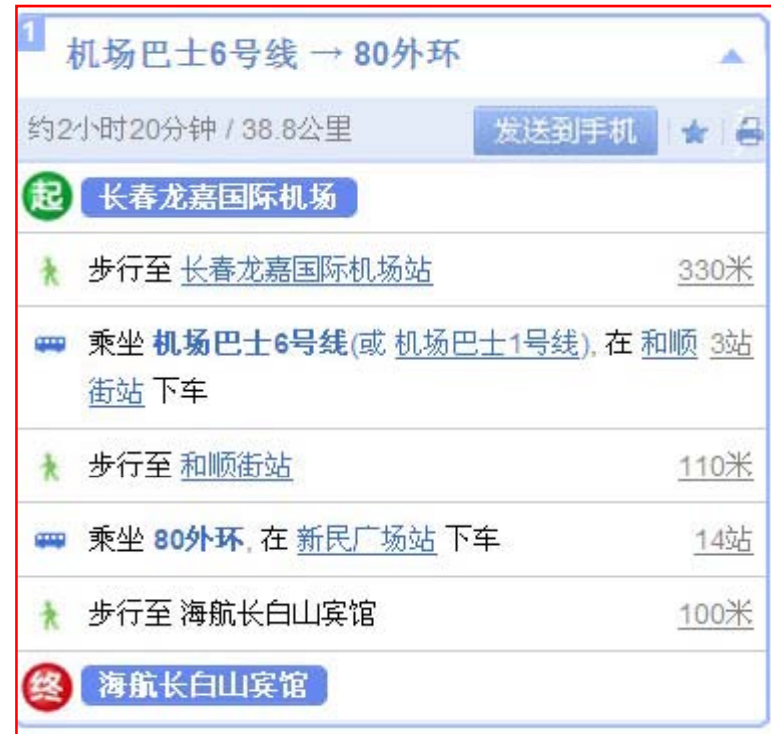 1
机场巴士6号线 → 80外环
约2小时20分钟 / 38.8公里 发送到手机
起 长春龙嘉国际机场
步行至 长春龙嘉国际机场站 330米
乘坐 机场巴士6号线(或 机场巴士1号线), 在 和顺 3站
街站 下车
步行至 和顺街站 110米
乘坐 80外环, 在 新民广场站 下车 14站
步行至 海航长白山宾馆 100米
终 海航长白山宾馆